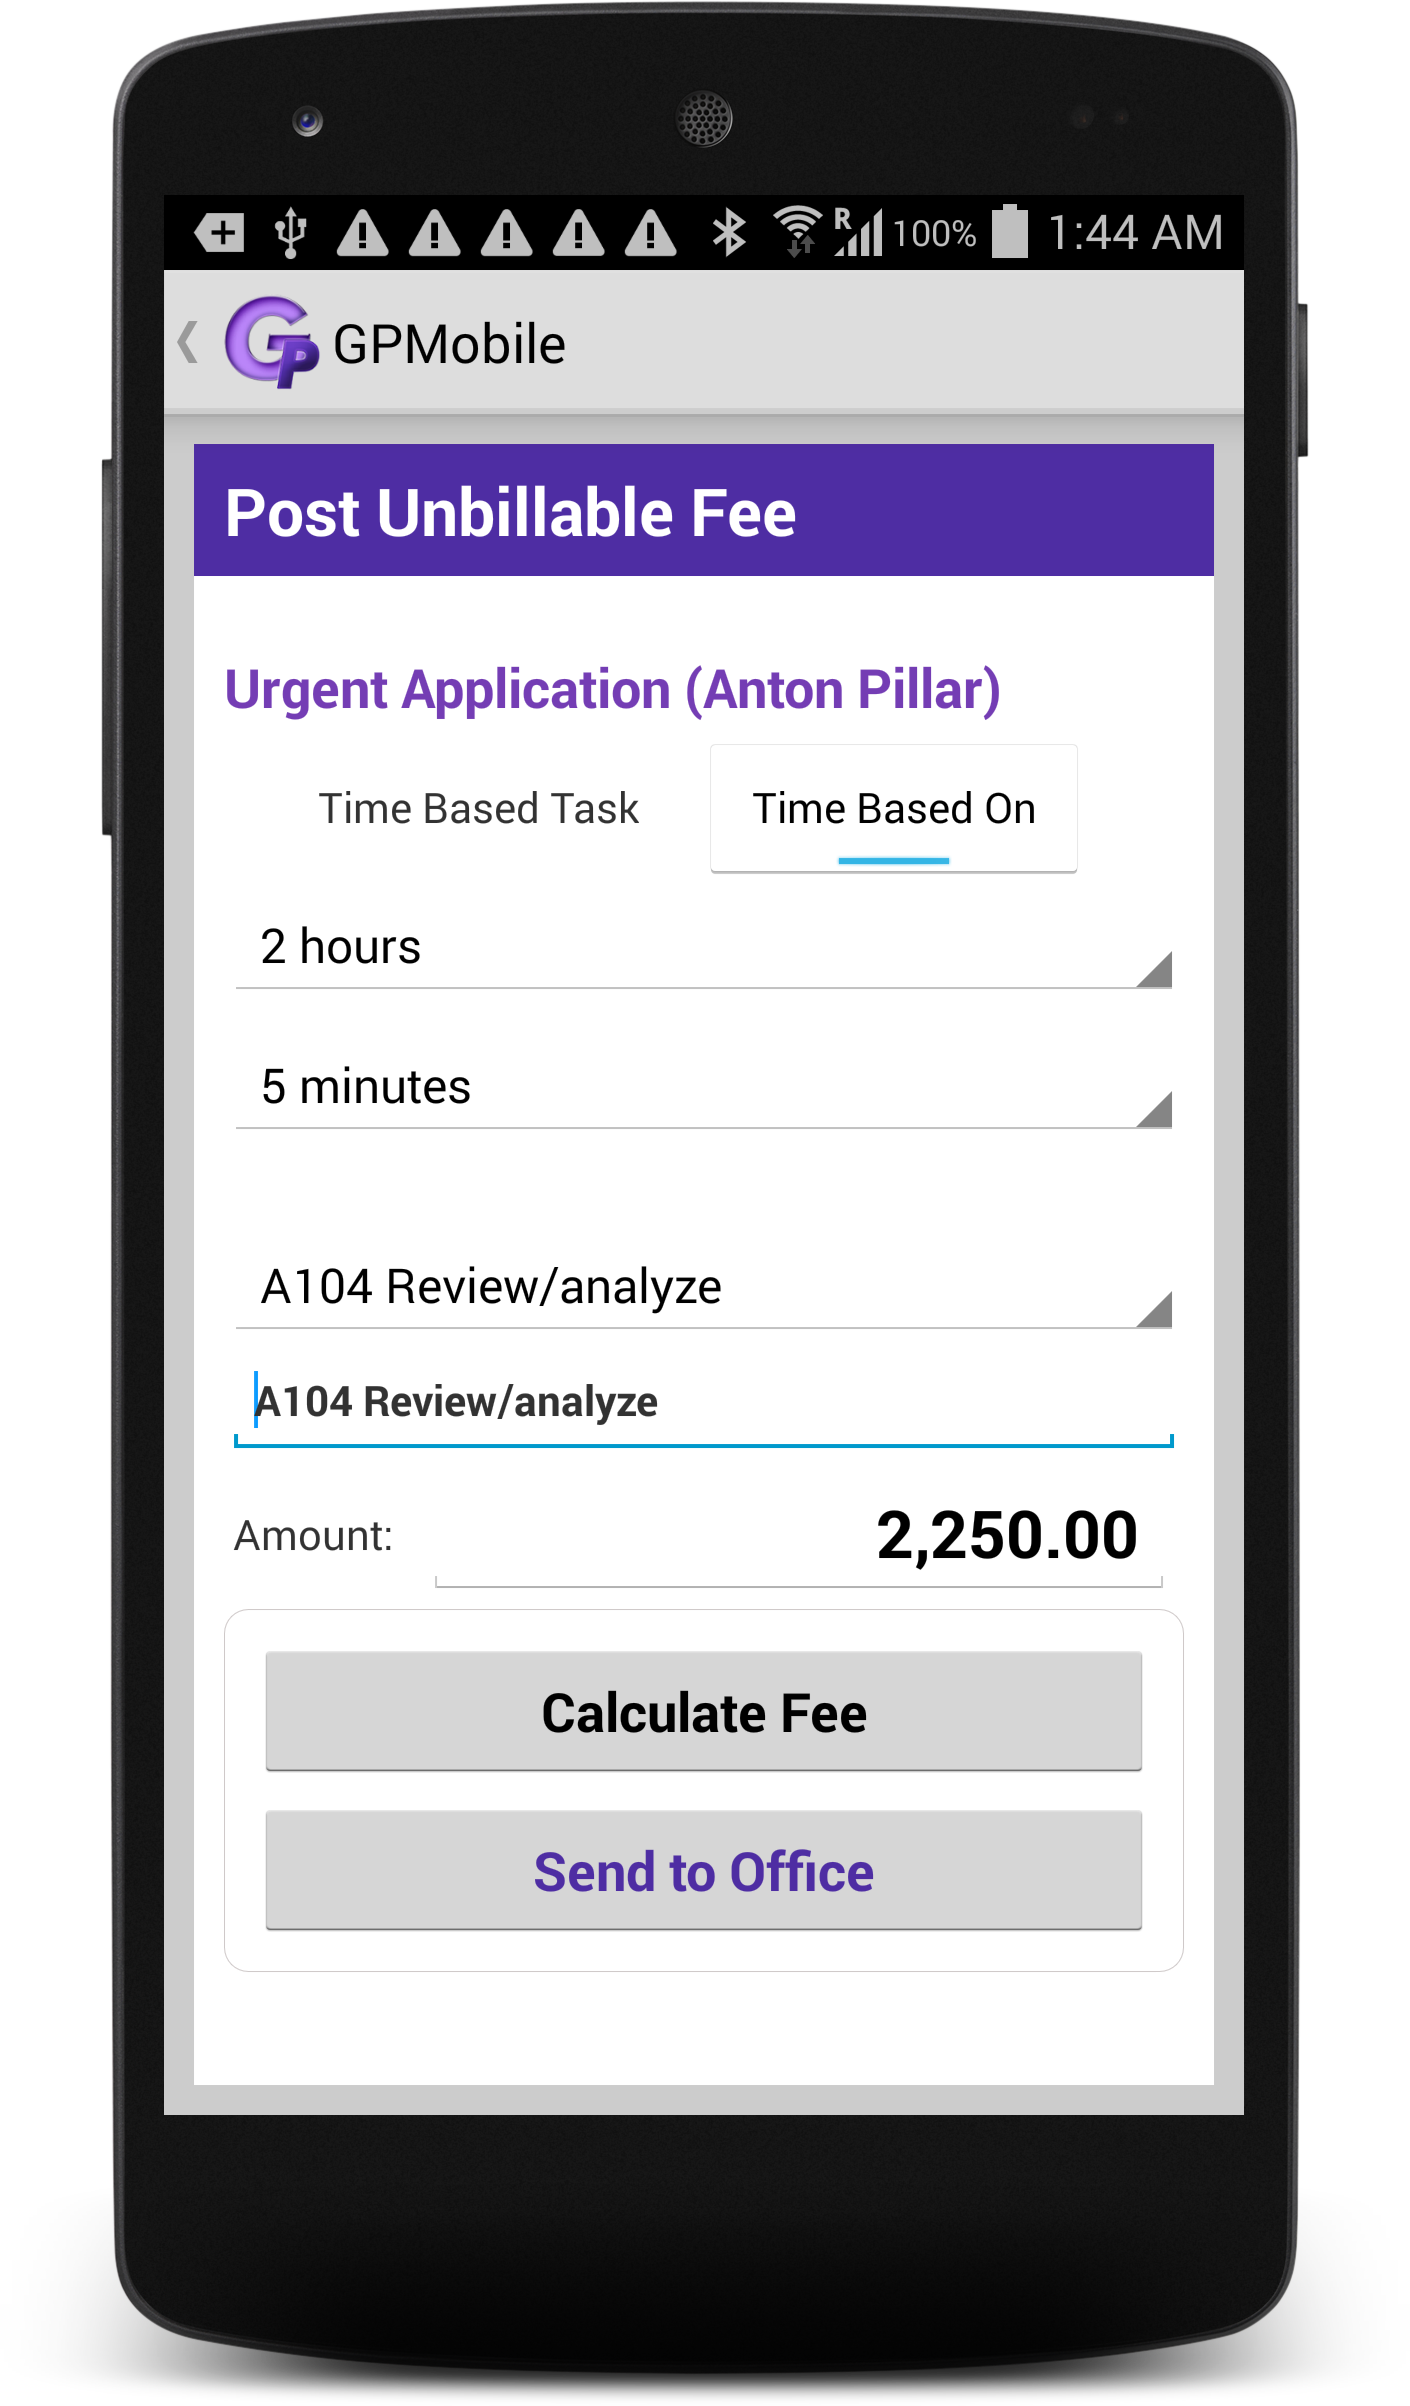 R 100% 1:44 AM
GP GPMobile
Post Unbillable Fee
Urgent Application (Anton Pillar)
Time Based Task Time Based On
2 hours
5 minutes
A104 Review/analyze
A104 Review/analyze
Amount: 2,250.00
Calculate Fee
Send to Office